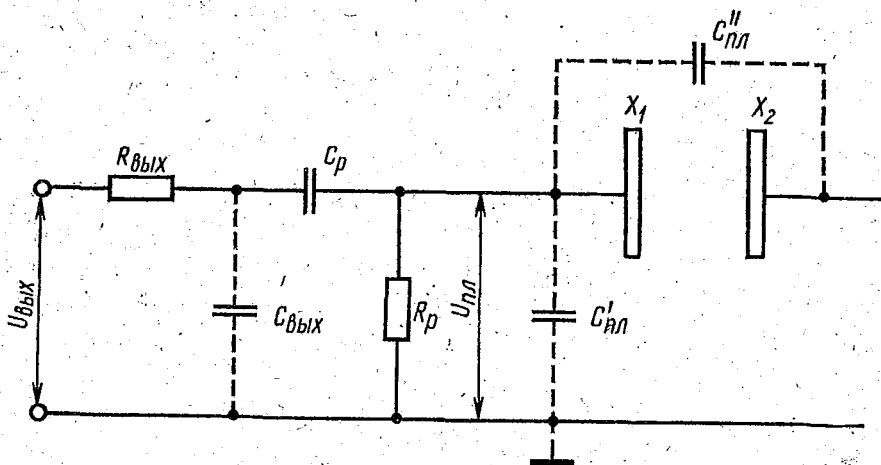 C″пл
X₁
X₂
Rвых
Cр
Uвых
Cвых
Rр
Uпл
C′пл